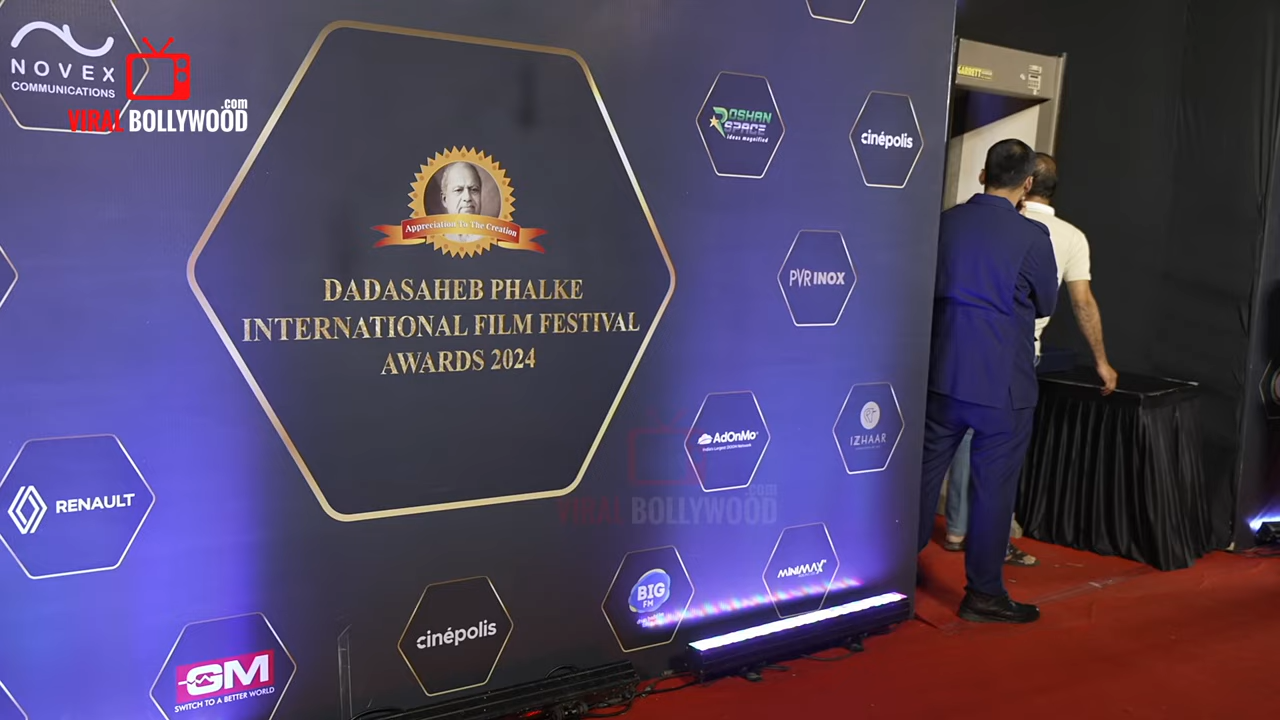 NOVEX
COMMUNICATIONS
VIRAL BOLLYWOOD
.com
Appreciation To The Creation
DADASAHEB PHALKE
INTERNATIONAL FILM FESTIVAL
AWARDS 2024
ROSHAN
SPACE
ideas magnified
cinépolis
GARRETT
PVR INOX
AdOnMo
IZHAAR
RENAULT
VIRAL BOLLYWOOD
.com
BIG
FM
MINIMAX
cinépolis
GM
SWITCH TO A BETTER WORLD